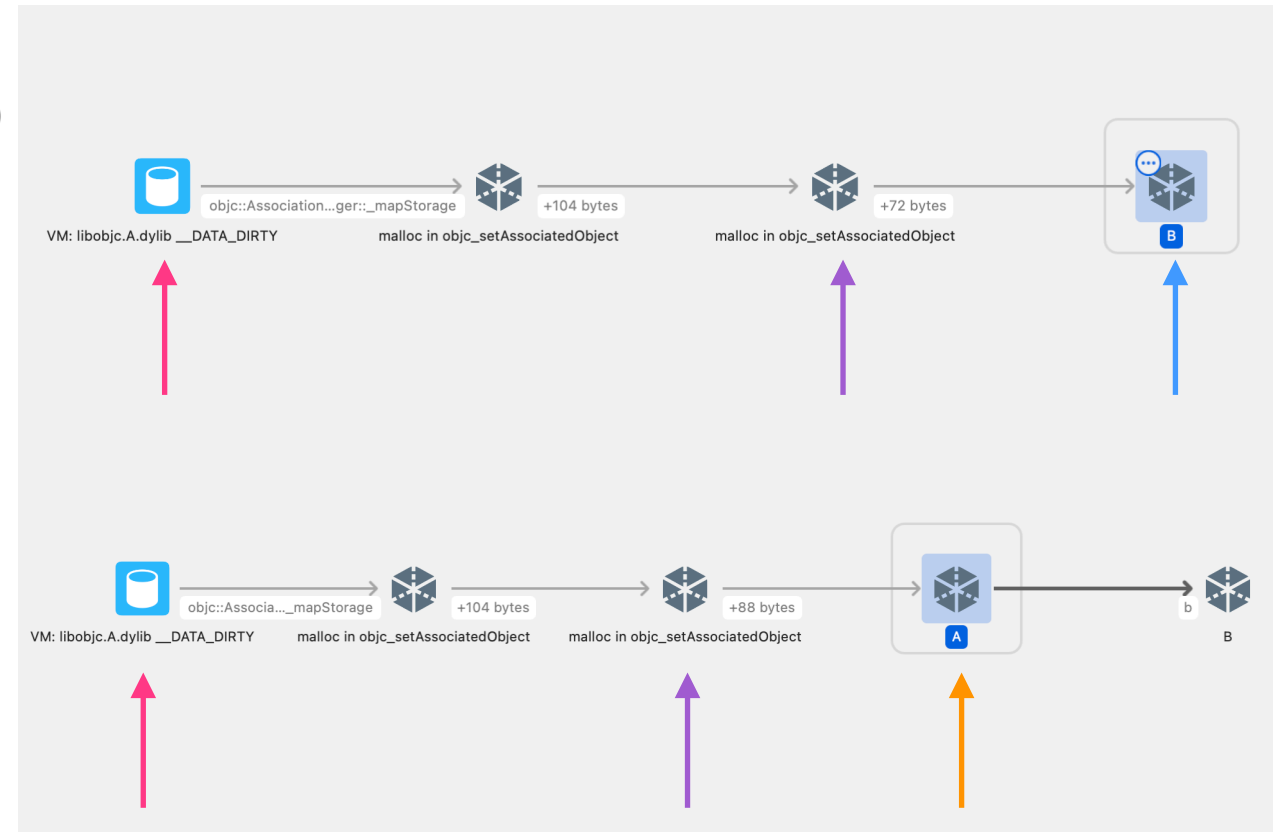 objc::Association...ger::_mapStorage
+104 bytes
+72 bytes
VM: libobjc.A.dylib __DATA_DIRTY
malloc in objc_setAssociatedObject
malloc in objc_setAssociatedObject
B
objc::Associa..._mapStorage
+104 bytes
+88 bytes
b
VM: libobjc.A.dylib __DATA_DIRTY
malloc in objc_setAssociatedObject
malloc in objc_setAssociatedObject
A
B